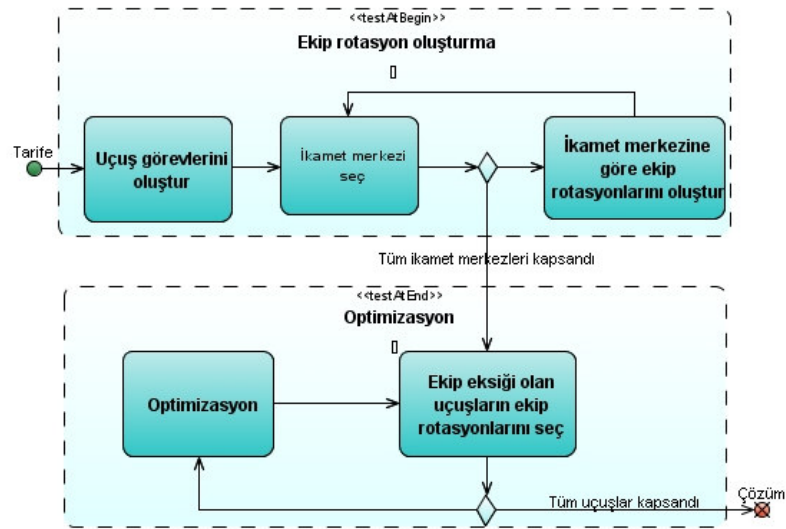 <<testAtBegin>>
Ekip rotasyon oluşturma
Tarife
Uçuş görevlerini
oluştur
İkamet merkezi
seç
İkamet merkezine
göre ekip
rotasyonlarını oluştur
Tüm ikamet merkezleri kapsandı
<<testAtEnd>>
Optimizasyon
Optimizasyon
Ekip eksiği olan
uçuşların ekip
rotasyonlarını seç
Tüm uçuşlar kapsandı
Çözüm